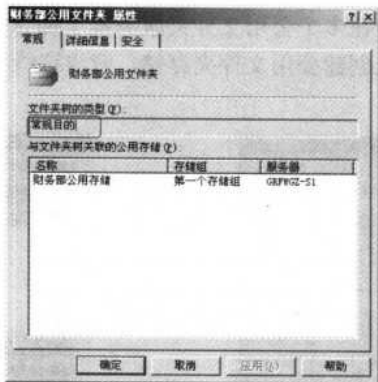 财务部公用文件夹 属性
常规 详细信息 安全
财务部公用文件夹
文件夹树的类型(F):
常规目的
与文件夹树关联的公用存储(P):
名称 存储组 服务器
财务部公用存储 第一个存储组
确定 取消 应用(A) 帮助